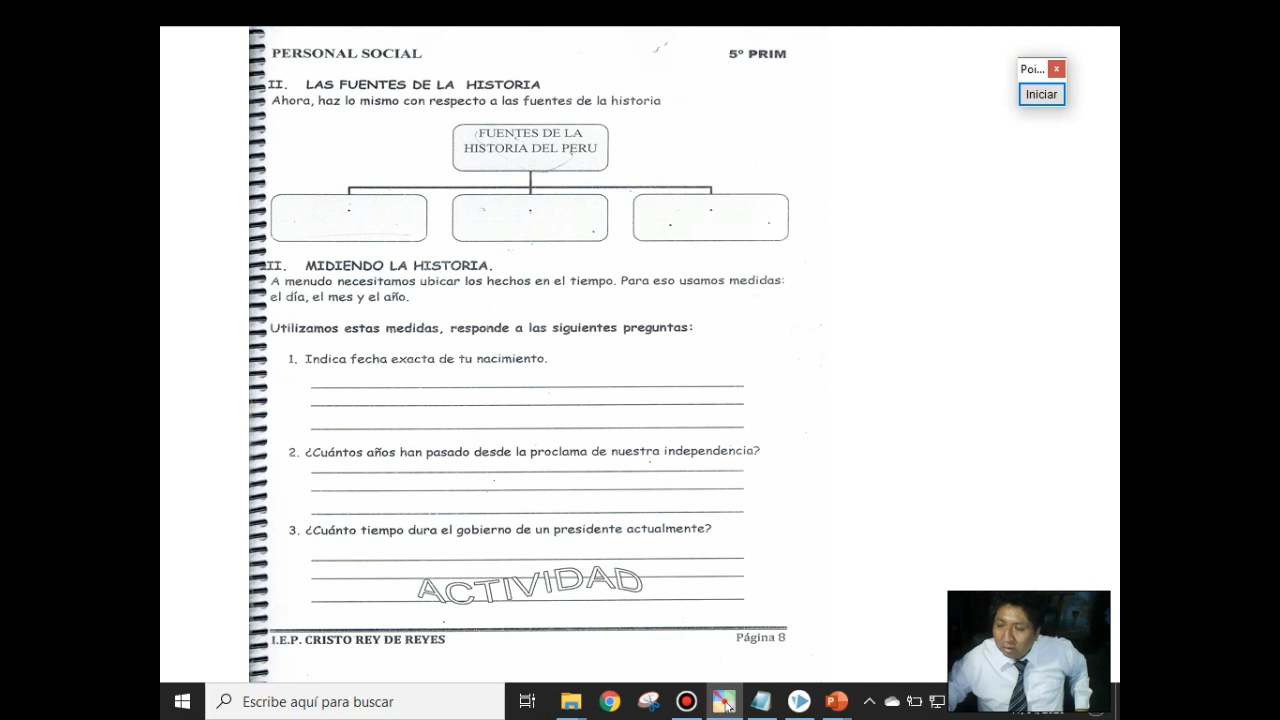 PERSONAL SOCIAL 5º PRIM
II. LAS FUENTES DE LA HISTORIA
Ahora, haz lo mismo con respecto a las fuentes de la historia
FUENTES DE LA
HISTORIA DEL PERU
II. MIDIENDO LA HISTORIA.
A menudo necesitamos ubicar los hechos en el tiempo. Para eso usamos medidas:
el día, el mes y el año.
Utilizamos estas medidas, responde a las siguientes preguntas:
1. Indica fecha exacta de tu nacimiento.
2. ¿Cuántos años han pasado desde la proclama de nuestra independencia?
3. ¿Cuánto tiempo dura el gobierno de un presidente actualmente?
ACTIVIDAD
I.E.P. CRISTO REY DE REYES Página 8
Poi... x
Iniciar
Escribe aquí para buscar